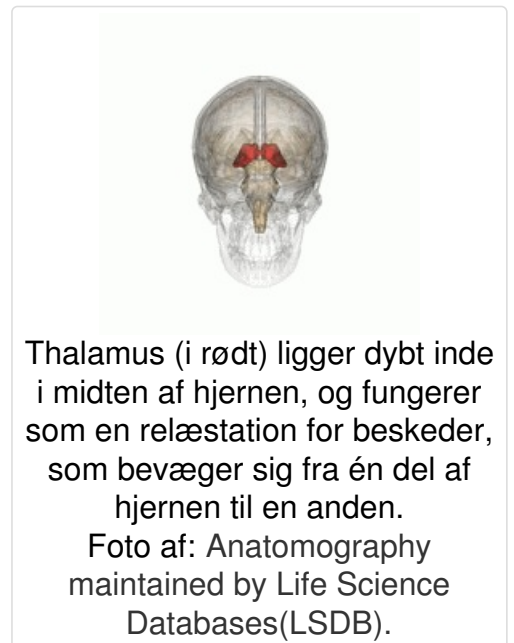 Thalamus (i rødt) ligger dybt inde
i midten af hjernen, og fungerer
som en relæstation for beskeder,
som bevæger sig fra én del af
hjernen til en anden.
Foto af: Anatomography
maintained by Life Science
Databases(LSDB).